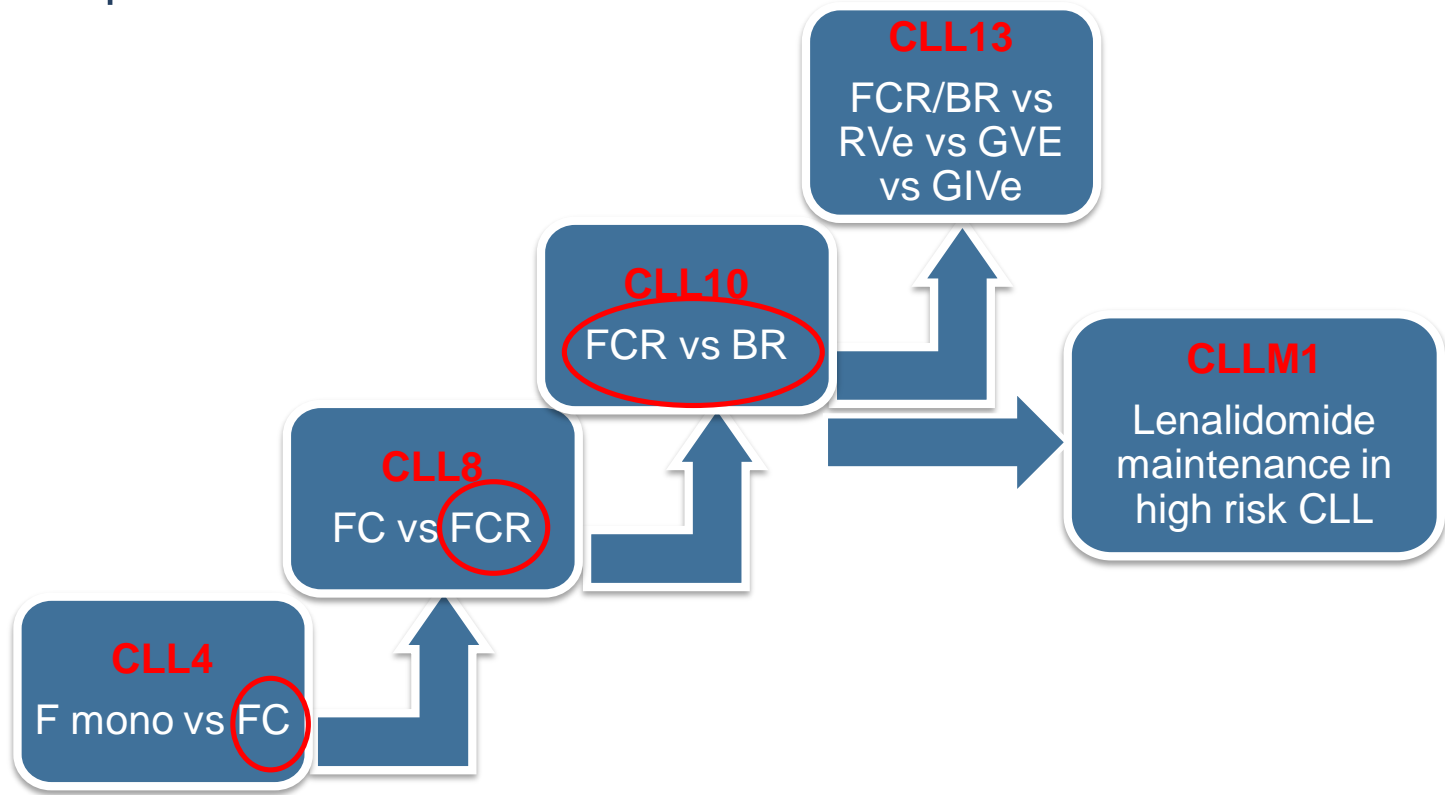 CLL13
FCR/BR vs
RVe vs GVE
vs GIVe
CLL10
FCR vs BR
CLLM1
Lenalidomide
maintenance in
high risk CLL
CLL8
FC vs FCR
CLL4
F mono vs FC